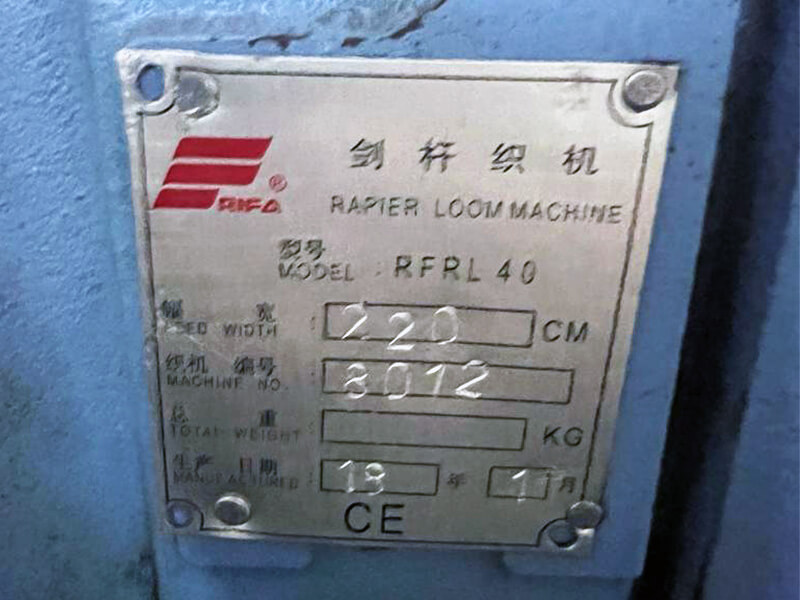 剑杆织机
RIFA®
RAPIER LOOM MACHINE
型号
MODEL : RFRL 40
幅 宽
REED WIDTH : 220 CM
织机 编号
MACHINE NO. : 8012
总 重
TOTAL WEIGHT : KG
生产 日期
MANUFACTURED : 18 年 1 月
CE